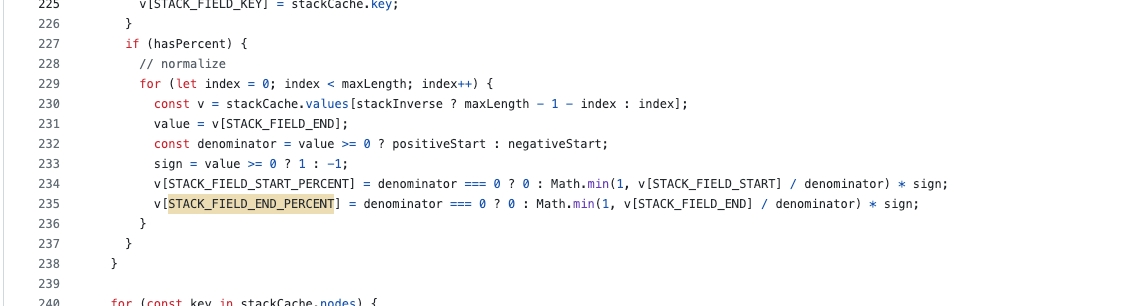 225 v[STACK_FIELD_KEY] = stackCache.key;
226 }
227 if (hasPercent) {
228 // normalize
229 for (let index = 0; index < maxLength; index++) {
230 const v = stackCache.values[stackInverse ? maxLength - 1 - index : index];
231 value = v[STACK_FIELD_END];
232 const denominator = value >= 0 ? positiveStart : negativeStart;
233 sign = value >= 0 ? 1 : -1;
234 v[STACK_FIELD_START_PERCENT] = denominator === 0 ? 0 : Math.min(1, v[STACK_FIELD_START] / denominator) * sign;
235 v[STACK_FIELD_END_PERCENT] = denominator === 0 ? 0 : Math.min(1, v[STACK_FIELD_END] / denominator) * sign;
236 }
237 }
238 }
239
240 for (const key in stackCache.nodes) {